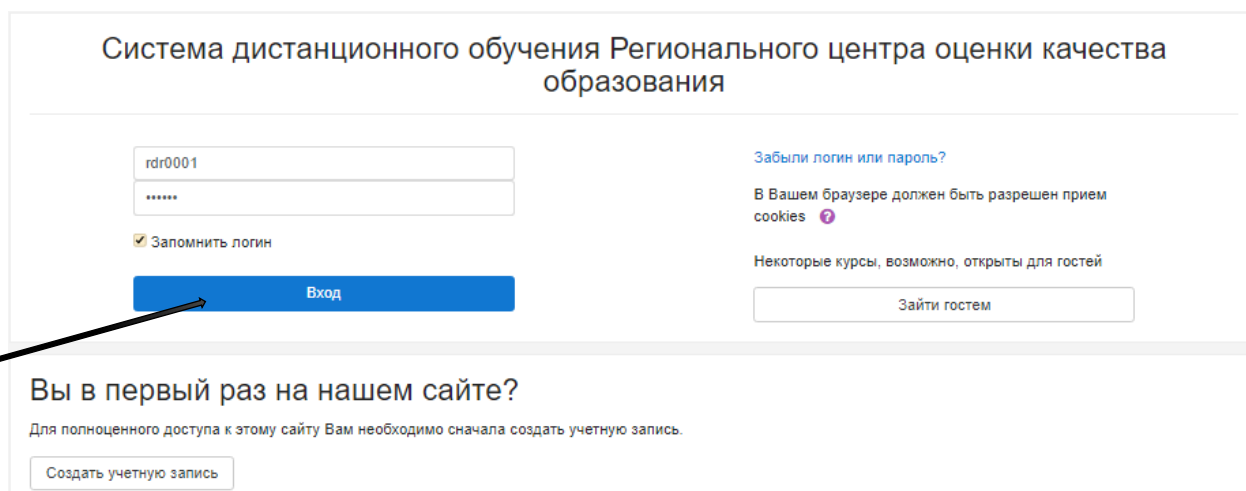 Система дистанционного обучения Регионального центра оценки качества
образования
rdr0001
••••••
Запомнить логин
Вход
Забыли логин или пароль?
В Вашем браузере должен быть разрешен прием
cookies ?
Некоторые курсы, возможно, открыты для гостей
Зайти гостем
Вы в первый раз на нашем сайте?
Для полноценного доступа к этому сайту Вам необходимо сначала создать учетную запись.
Создать учетную запись